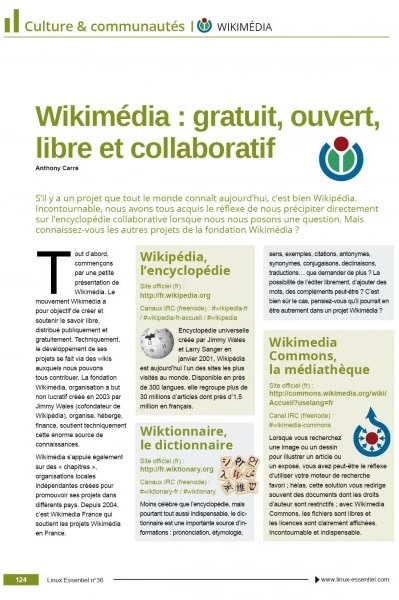 Culture & communautés | WIKIMÉDIA
Wikimédia : gratuit, ouvert,
libre et collaboratif
Anthony Carré
S'il y a un projet que tout le monde connaît aujourd'hui, c'est bien Wikipédia.
Incontournable, nous avons tous acquis le réflexe de nous précipiter directement
sur l'encyclopédie collaborative lorsque nous nous posons une question. Mais
connaissez-vous les autres projets de la fondation Wikimédia ?
Tout d'abord,
commençons
par une petite
présentation de
Wikimédia. Le
mouvement Wikimédia a
pour objectif de créer et
soutenir le savoir libre,
distribué publiquement et
gratuitement. Techniquement,
le développement de ses
projets se fait via des wikis
auxquels nous pouvons
tous contribuer. La fondation
Wikimédia, organisation à but
non lucratif créée en 2003 par
Jimmy Wales (cofondateur de
Wikipédia), organise, héberge,
finance, soutient techniquement
cette énorme source de
connaissances.
Wikimédia s'appuie également
sur des « chapitres »,
organisations locales
indépendantes créées pour
promouvoir ses projets dans
différents pays. Depuis 2004,
c'est Wikimédia France qui
soutient les projets Wikimédia
en France.
Wikipédia,
l'encyclopédie
Site officiel (fr) :
http://fr.wikipedia.org
Canaux IRC (freenode) : #wikipedia-fr
/ #wikipedia-fr-accueil / #wikipedia
Encyclopédie universelle
créée par Jimmy Wales
et Larry Sanger en
janvier 2001, Wikipédia
est aujourd'hui l'un des sites les plus
visités au monde. Disponible en près
de 300 langues, elle regroupe plus de
30 millions d'articles dont près d'1,5
million en français.
Wiktionnaire,
le dictionnaire
Site officiel (fr) :
http://fr.wiktionary.org
Canaux IRC (freenode) :
#wiktionary-fr / #wiktionary
Moins célèbre que l'encyclopédie, mais
pourtant tout aussi indispensable, le dic-
tionnaire est une importante source d'in-
formations : prononciation, étymologie,
sens, exemples, citations, antonymes,
synonymes, conjugaisons, déclinaisons,
traductions… que demander de plus ? La
possibilité de l'éditer librement, d'ajouter des
mots, des compléments peut-être ? C'est
bien sûr le cas, pensiez-vous qu'il pourrait en
être autrement dans un projet Wikimédia ?
Wikimedia
Commons,
la médiathèque
Site officiel (fr) :
http://commons.wikimedia.org/wiki/
Accueil?uselang=fr
Canal IRC (freenode) :
#wikimedia-commons
Lorsque vous recherchez
une image ou un dessin
pour illustrer un article ou
un exposé, vous avez peut-être le réflexe
d'utiliser votre moteur de recherche
favori ; hélas, cette solution vous redirige
souvent des documents dont les droits
d'auteur sont restrictifs ; avec Wikimedia
Commons, les fichiers sont libres et
les licences sont clairement affichées.
Incontournable et indispensable.
124 Linux Essentiel n°36 www.linux-essentiel.com